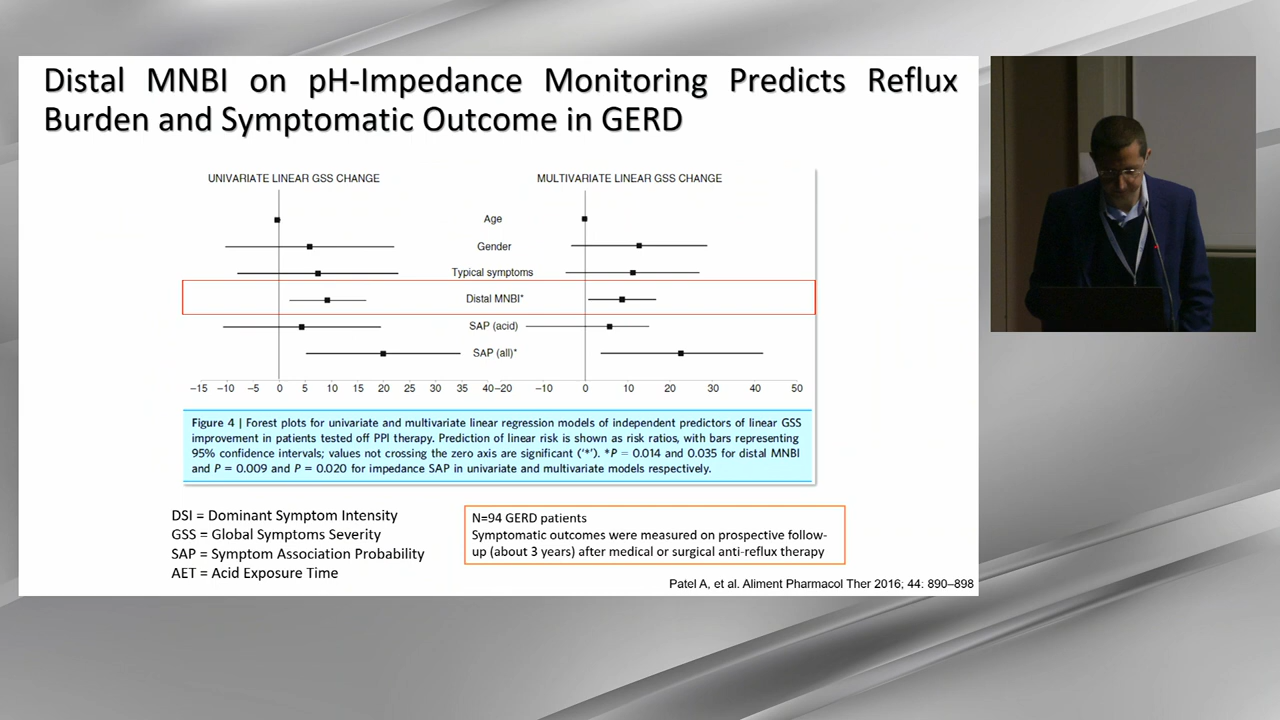 Distal MNBI on pH-Impedance Monitoring Predicts Reflux
Burden and Symptomatic Outcome in GERD
UNIVARIATE LINEAR GSS CHANGE
MULTIVARIATE LINEAR GSS CHANGE
Age
Gender
Typical symptoms
Distal MNBI*
SAP (acid)
SAP (all)*
−15 −10 −5 0 5 10 15 20 25 30 35 40 −20 −10 0 10 20 30 40 50
Figure 4 | Forest plots for univariate and multivariate linear regression models of independent predictors of linear GSS
improvement in patients tested off PPI therapy. Prediction of linear risk is shown as risk ratios, with bars representing
95% confidence intervals; values not crossing the zero axis are significant (‘*’). *P = 0.014 and 0.035 for distal MNBI
and P = 0.009 and P = 0.020 for impedance SAP in univariate and multivariate models respectively.
DSI = Dominant Symptom Intensity
GSS = Global Symptoms Severity
SAP = Symptom Association Probability
AET = Acid Exposure Time
N=94 GERD patients
Symptomatic outcomes were measured on prospective follow-
up (about 3 years) after medical or surgical anti-reflux therapy
Patel A, et al. Aliment Pharmacol Ther 2016; 44: 890–898